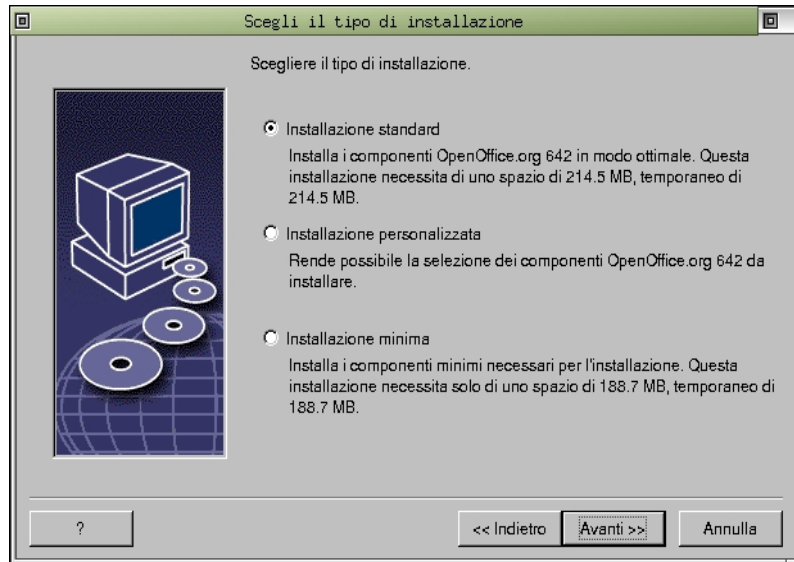 Scegli il tipo di installazione
Scegliere il tipo di installazione.
Installazione standard
Installa i componenti OpenOffice.org 642 in modo ottimale. Questa
installazione necessita di uno spazio di 214.5 MB, temporaneo di
214.5 MB.
Installazione personalizzata
Rende possibile la selezione dei componenti OpenOffice.org 642 da
installare.
Installazione minima
Installa i componenti minimi necessari per l'installazione. Questa
installazione necessita solo di uno spazio di 188.7 MB, temporaneo di
188.7 MB.
? << Indietro Avanti >> Annulla